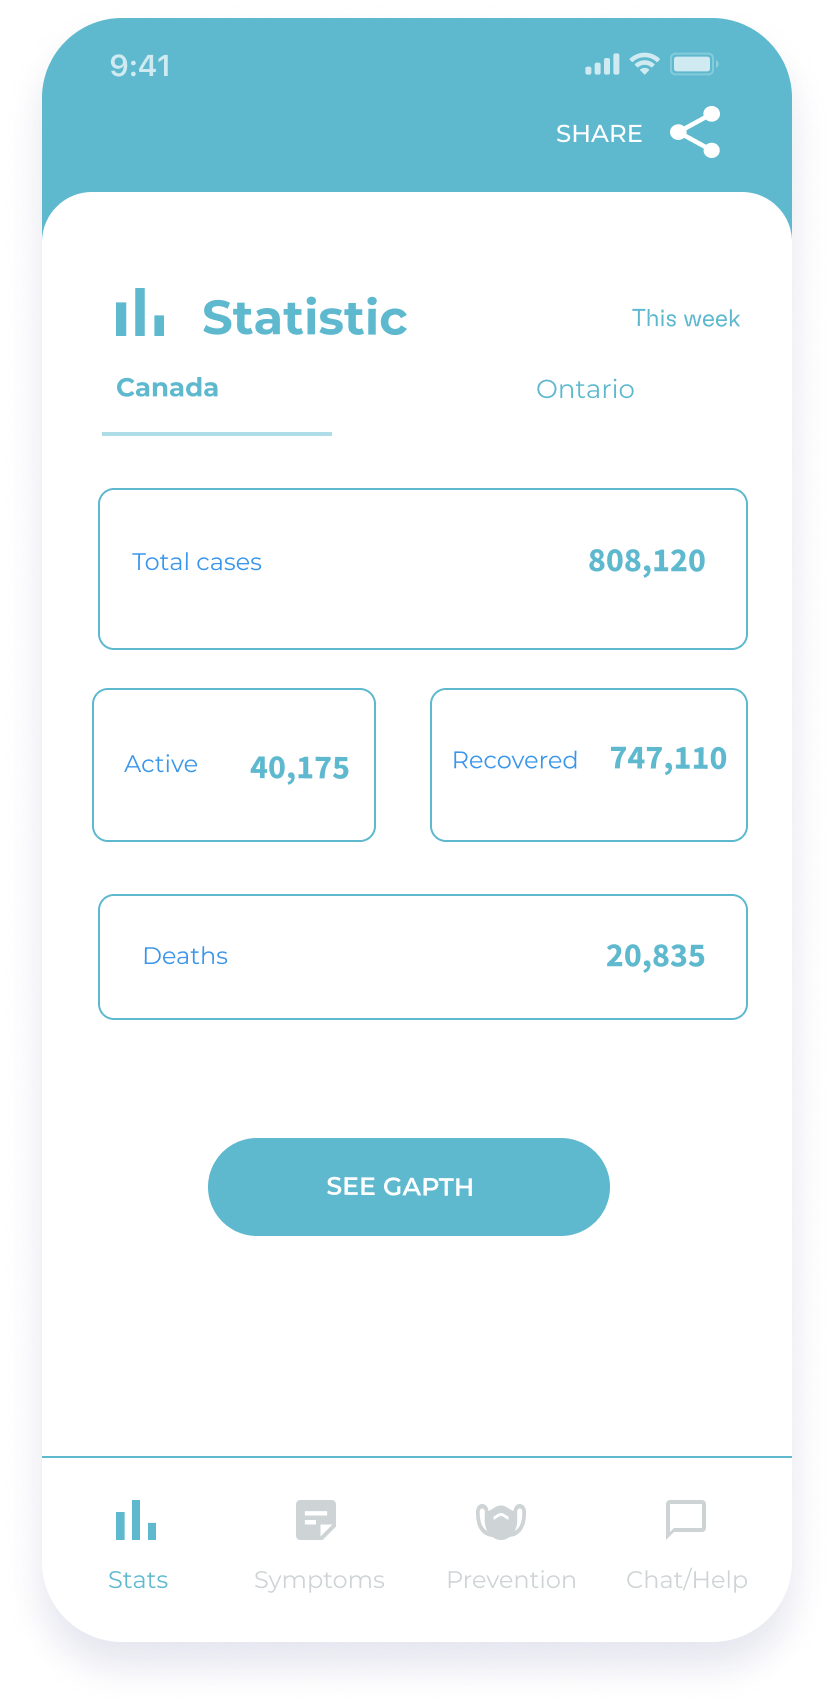 9:41
SHARE
Statistic
This week
Canada
Ontario
Total cases
808,120
Active
40,175
Recovered
747,110
Deaths
20,835
SEE GAPTH
Stats
Symptoms
Prevention
Chat/Help